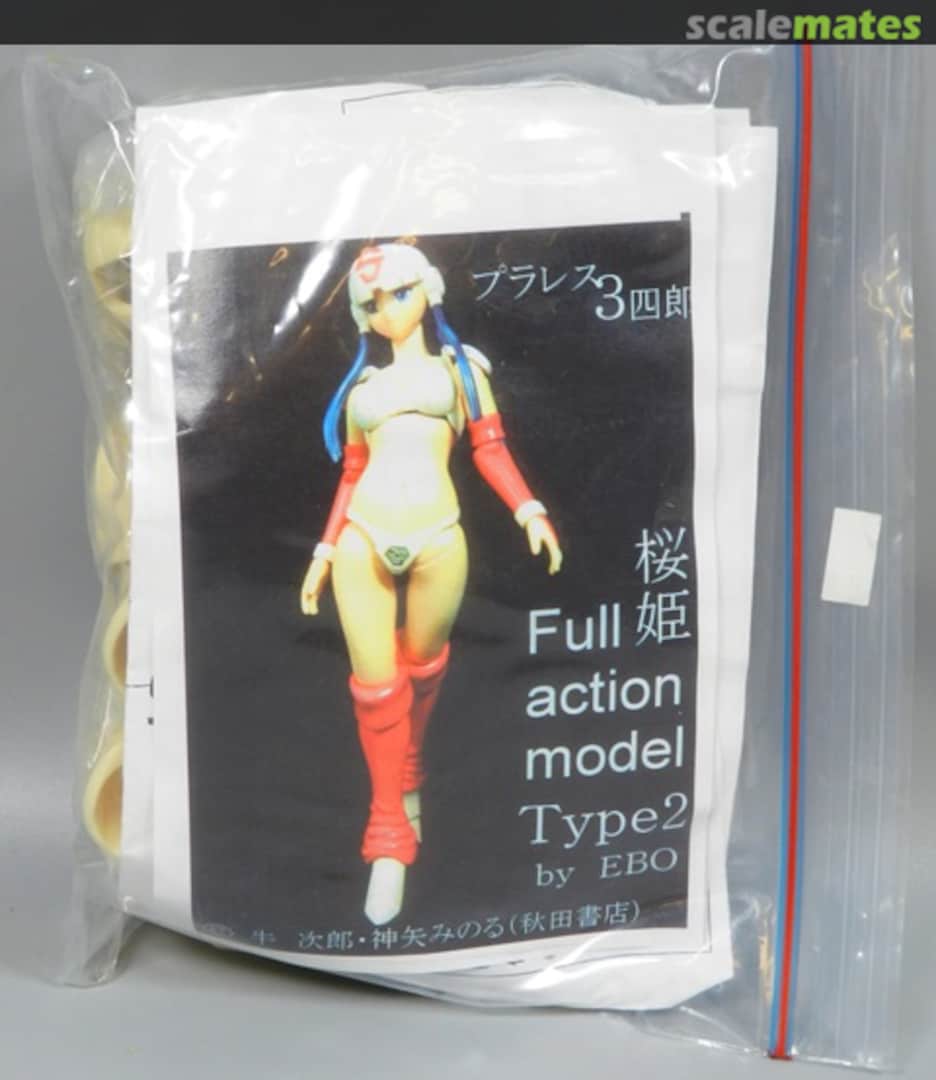 scalemates
プラレス3四郎
桜姫
Full
action
model
Type2
by EBO
牛 次郎・神矢みのる(秋田書店)